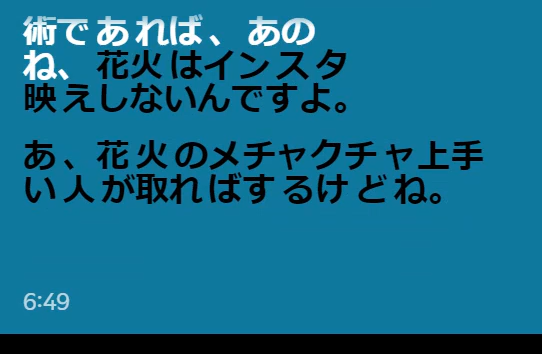 術であれば、あの
ね、花火はインスタ
映えしないんですよ。
あ、花火のメチャクチャ上手
い人が取ればするけどね。
6:49